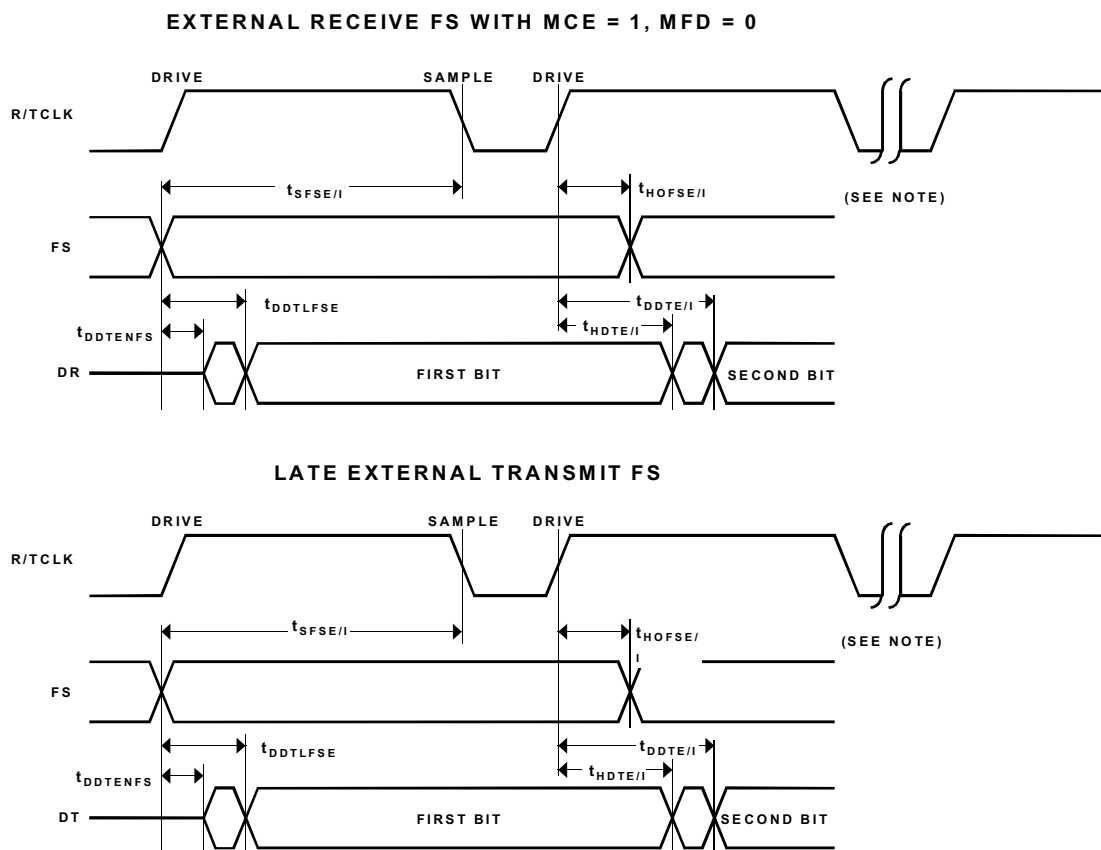 EXTERNAL RECEIVE FS WITH MCE = 1, MFD = 0
DRIVE SAMPLE DRIVE
R/TCLK
tSFSE/I tHOFSE/I
(SEE NOTE)
FS
tDDTLFSE tDDTE/I
tDDTENFS tHDTE/I
DR FIRST BIT SECOND BIT
LATE EXTERNAL TRANSMIT FS
DRIVE SAMPLE DRIVE
R/TCLK
tSFSE/I tHOFSE/
I
(SEE NOTE)
FS
tDDTLFSE tDDTE/I
tDDTENFS tHDTE/I
DT FIRST BIT SECOND BIT